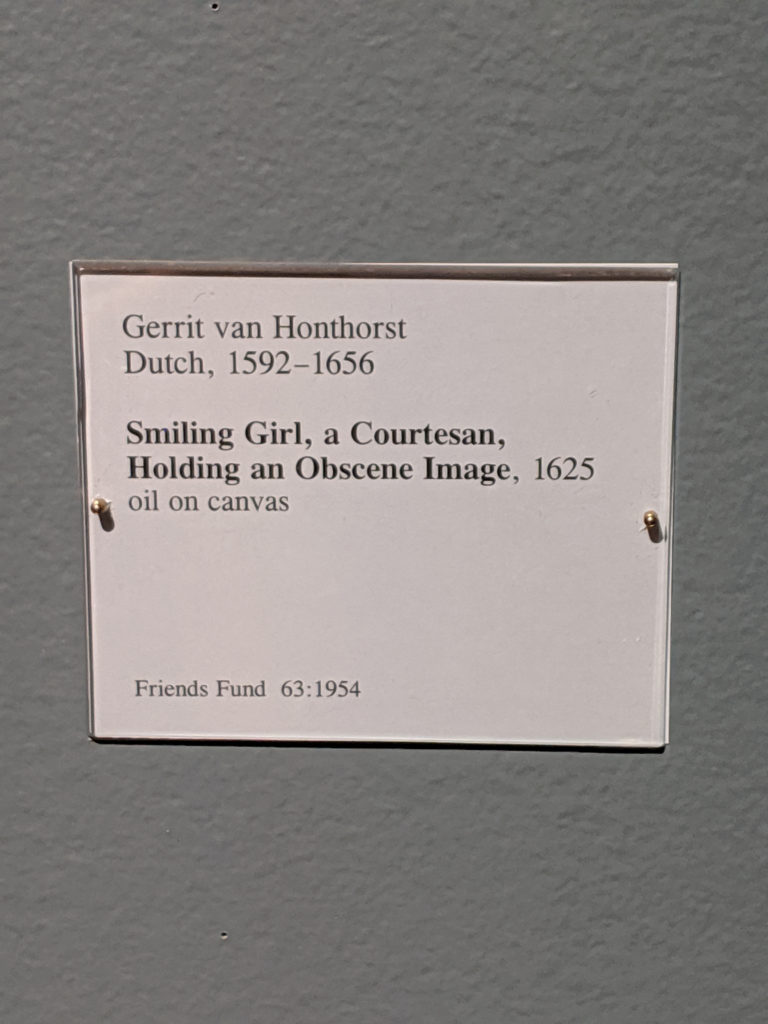 Gerrit van Honthorst
Dutch, 1592–1656
Smiling Girl, a Courtesan,
Holding an Obscene Image, 1625
oil on canvas
Friends Fund 63:1954